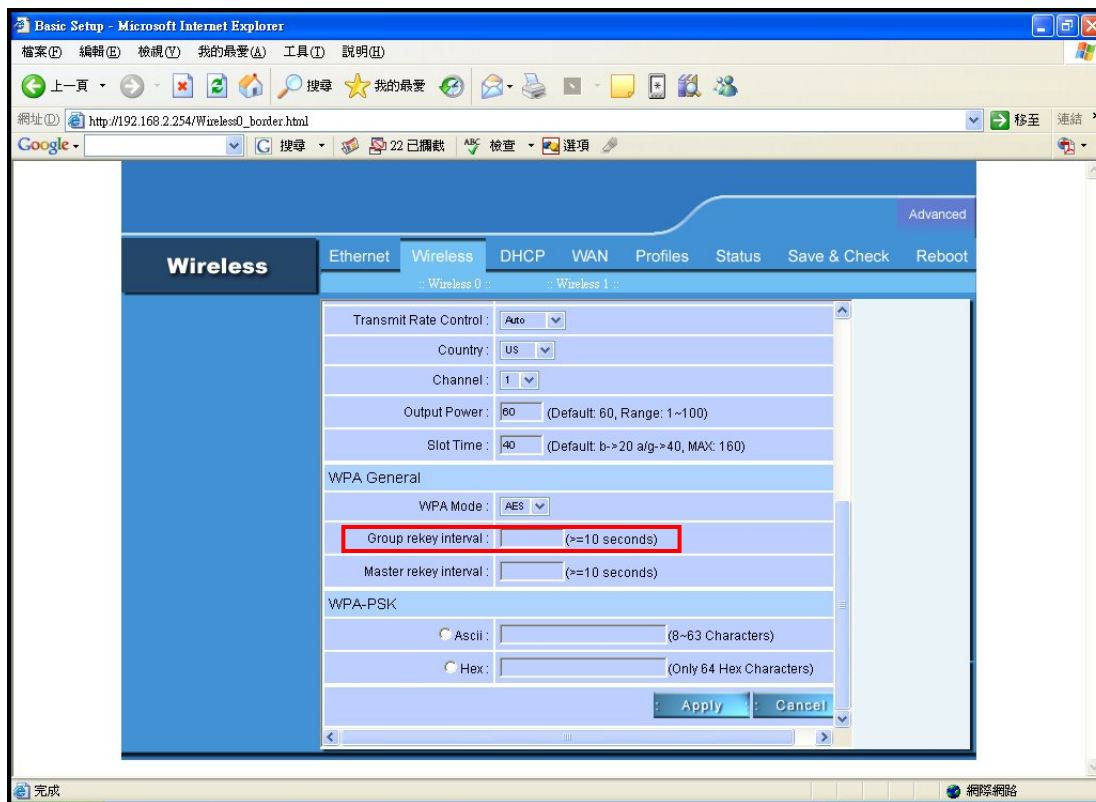 Basic Setup - Microsoft Internet Explorer
檔案(F) 編輯(E) 檢視(V) 我的最愛(A) 工具(T) 說明(H)
上一頁 搜尋 我的最愛
網址(D) http://192.168.2.254/Wireless0_border.html 移至 連結
Google 搜尋 22 已攔截 ABC 檢查 選項
Advanced
Wireless
Ethernet Wireless DHCP WAN Profiles Status Save & Check Reboot
:: Wireless 0 :: :: Wireless 1 ::
Transmit Rate Control : Auto
Country : US
Channel : 1
Output Power : 60 (Default: 60, Range: 1~100)
Slot Time : 40 (Default: b->20 a/g->40, MAX: 160)
WPA General
WPA Mode : AES
Group rekey interval : (>=10 seconds)
Master rekey interval : (>=10 seconds)
WPA-PSK
Ascii : (8~63 Characters)
Hex : (Only 64 Hex Characters)
: Apply : Cancel
完成 網際網路